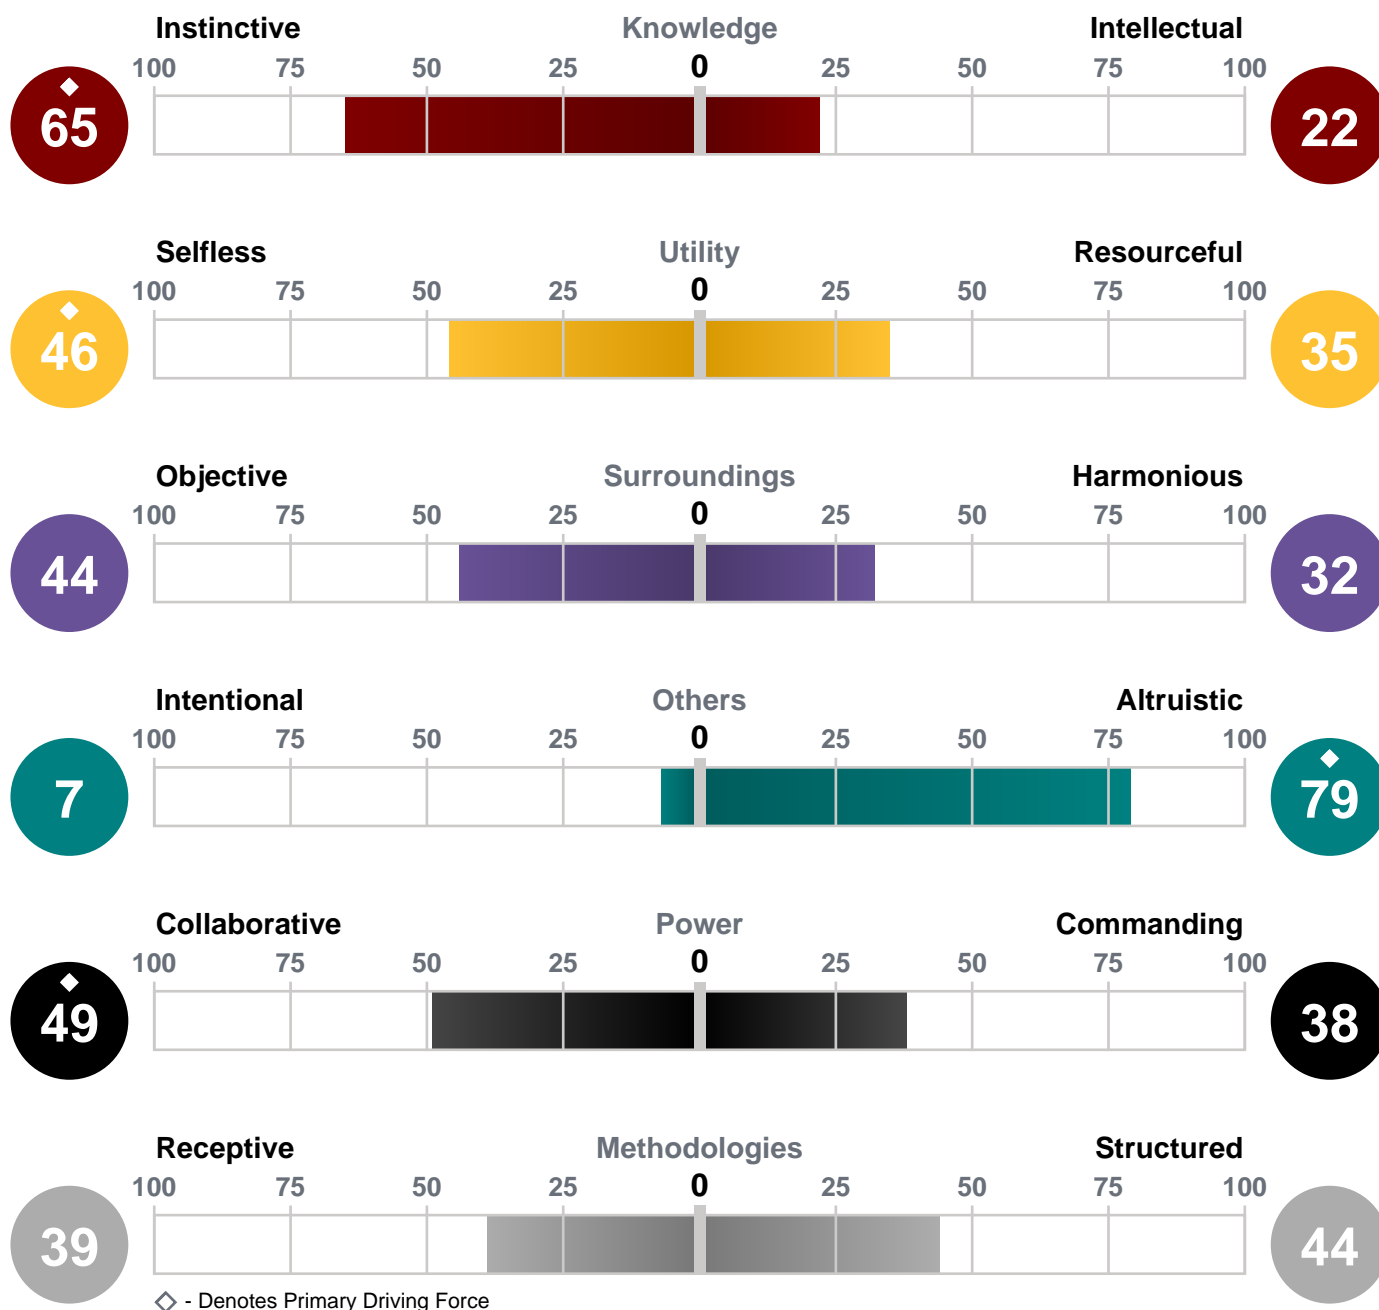 Instinctive Knowledge Intellectual
100 75 50 25 0 25 50 75 100
65 22
Selfless Utility Resourceful
100 75 50 25 0 25 50 75 100
46 35
Objective Surroundings Harmonious
100 75 50 25 0 25 50 75 100
44 32
Intentional Others Altruistic
100 75 50 25 0 25 50 75 100
7 79
Collaborative Power Commanding
100 75 50 25 0 25 50 75 100
49 38
Receptive Methodologies Structured
100 75 50 25 0 25 50 75 100
39 44
- Denotes Primary Driving Force